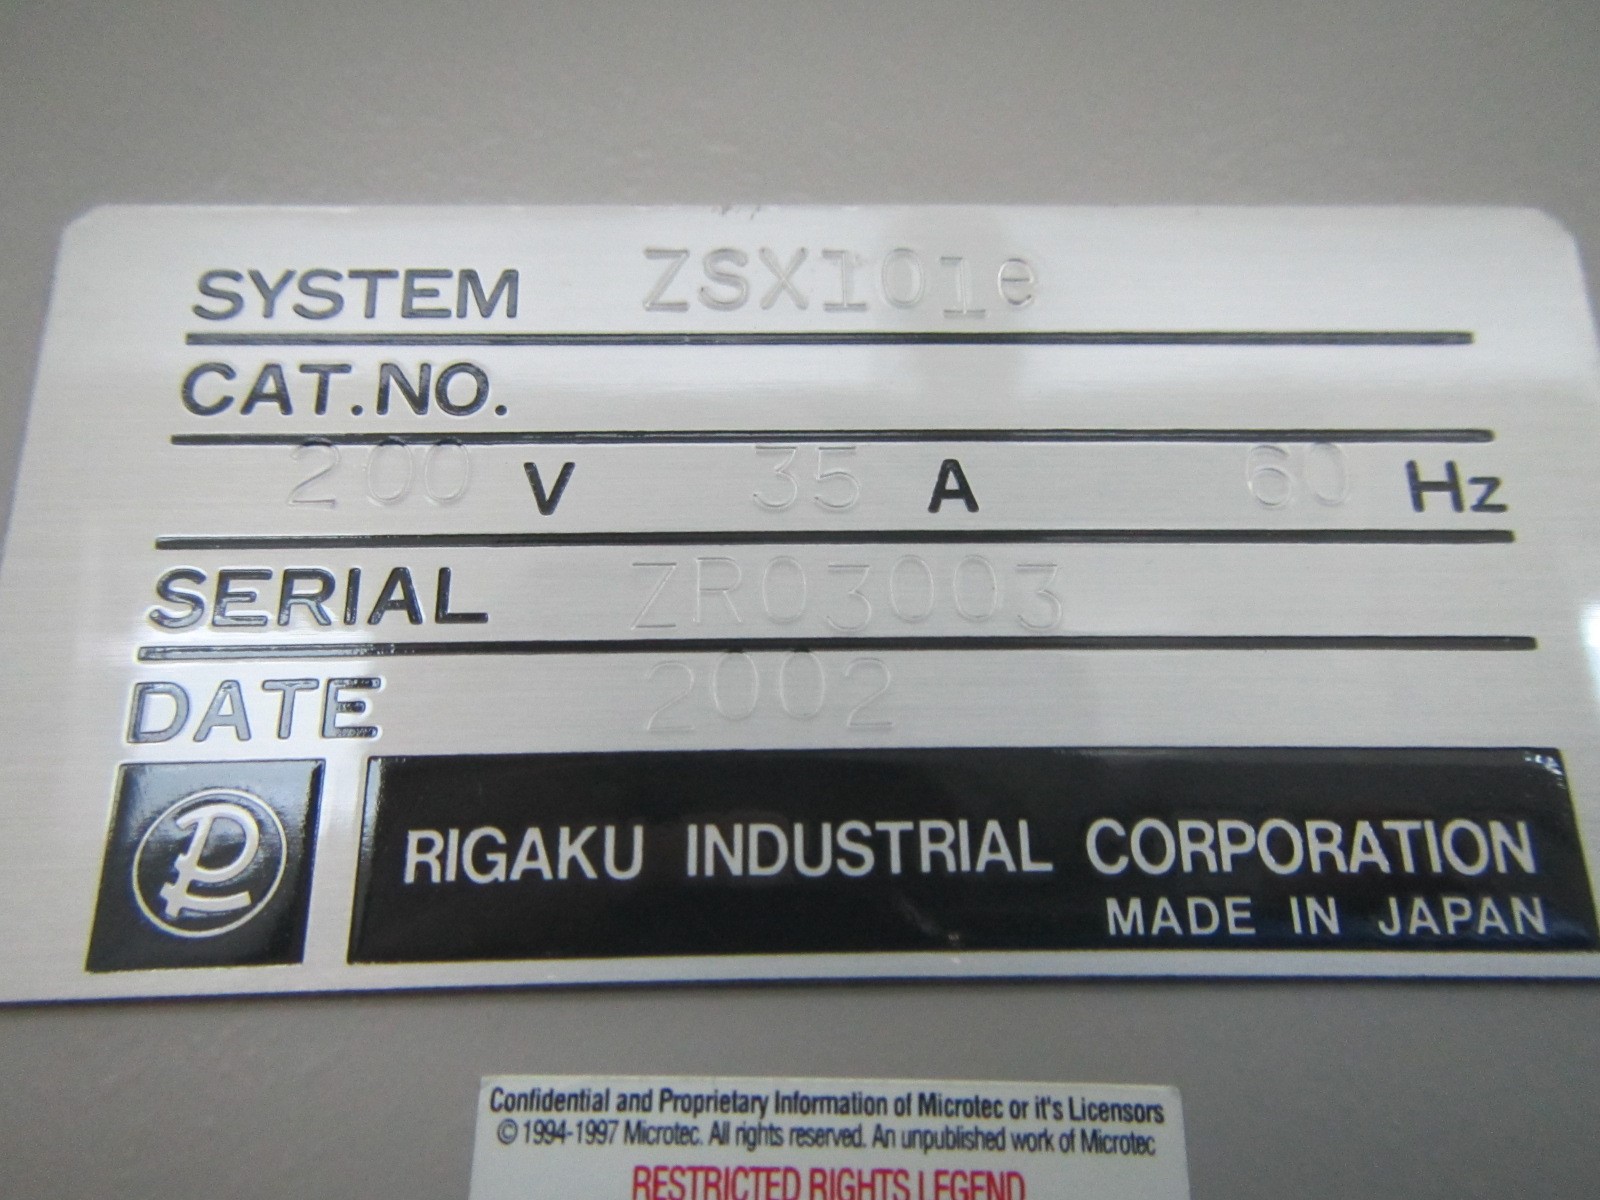 SYSTEM ZSX101e
CAT.NO.
200 V 35 A 60 Hz
SERIAL ZR03003
DATE 2002
R
RIGAKU INDUSTRIAL CORPORATION
MADE IN JAPAN
Confidential and Proprietary Information of Microtec or it's Licensors
© 1994-1997 Microtec. All rights reserved. An unpublished work of Microtec
RESTRICTED RIGHTS LEGEND